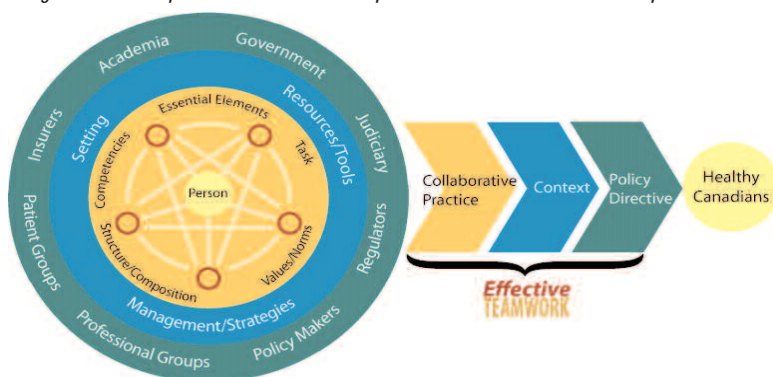 Academia
Government
Insurers
Judiciary
Patient Groups
Regulators
Professional Groups
Policy Makers
Setting
Resources/Tools
Management/Strategies
Essential Elements
Competencies
Task
Structure/Composition
Values/Norms
Person
Collaborative
Practice
Context
Policy
Directive
Healthy
Canadians
Effective
TEAMWORK